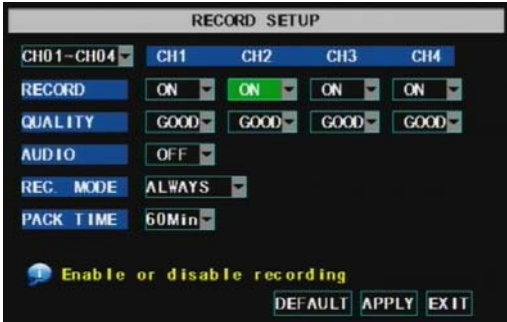 RECORD SETUP
CH01-CH04 CH1 CH2 CH3 CH4
RECORD ON ON ON ON
QUALITY GOOD GOOD GOOD GOOD
AUDIO OFF
REC. MODE ALWAYS
PACK TIME 60Min
Enable or disable recording
DEFAULT APPLY EXIT